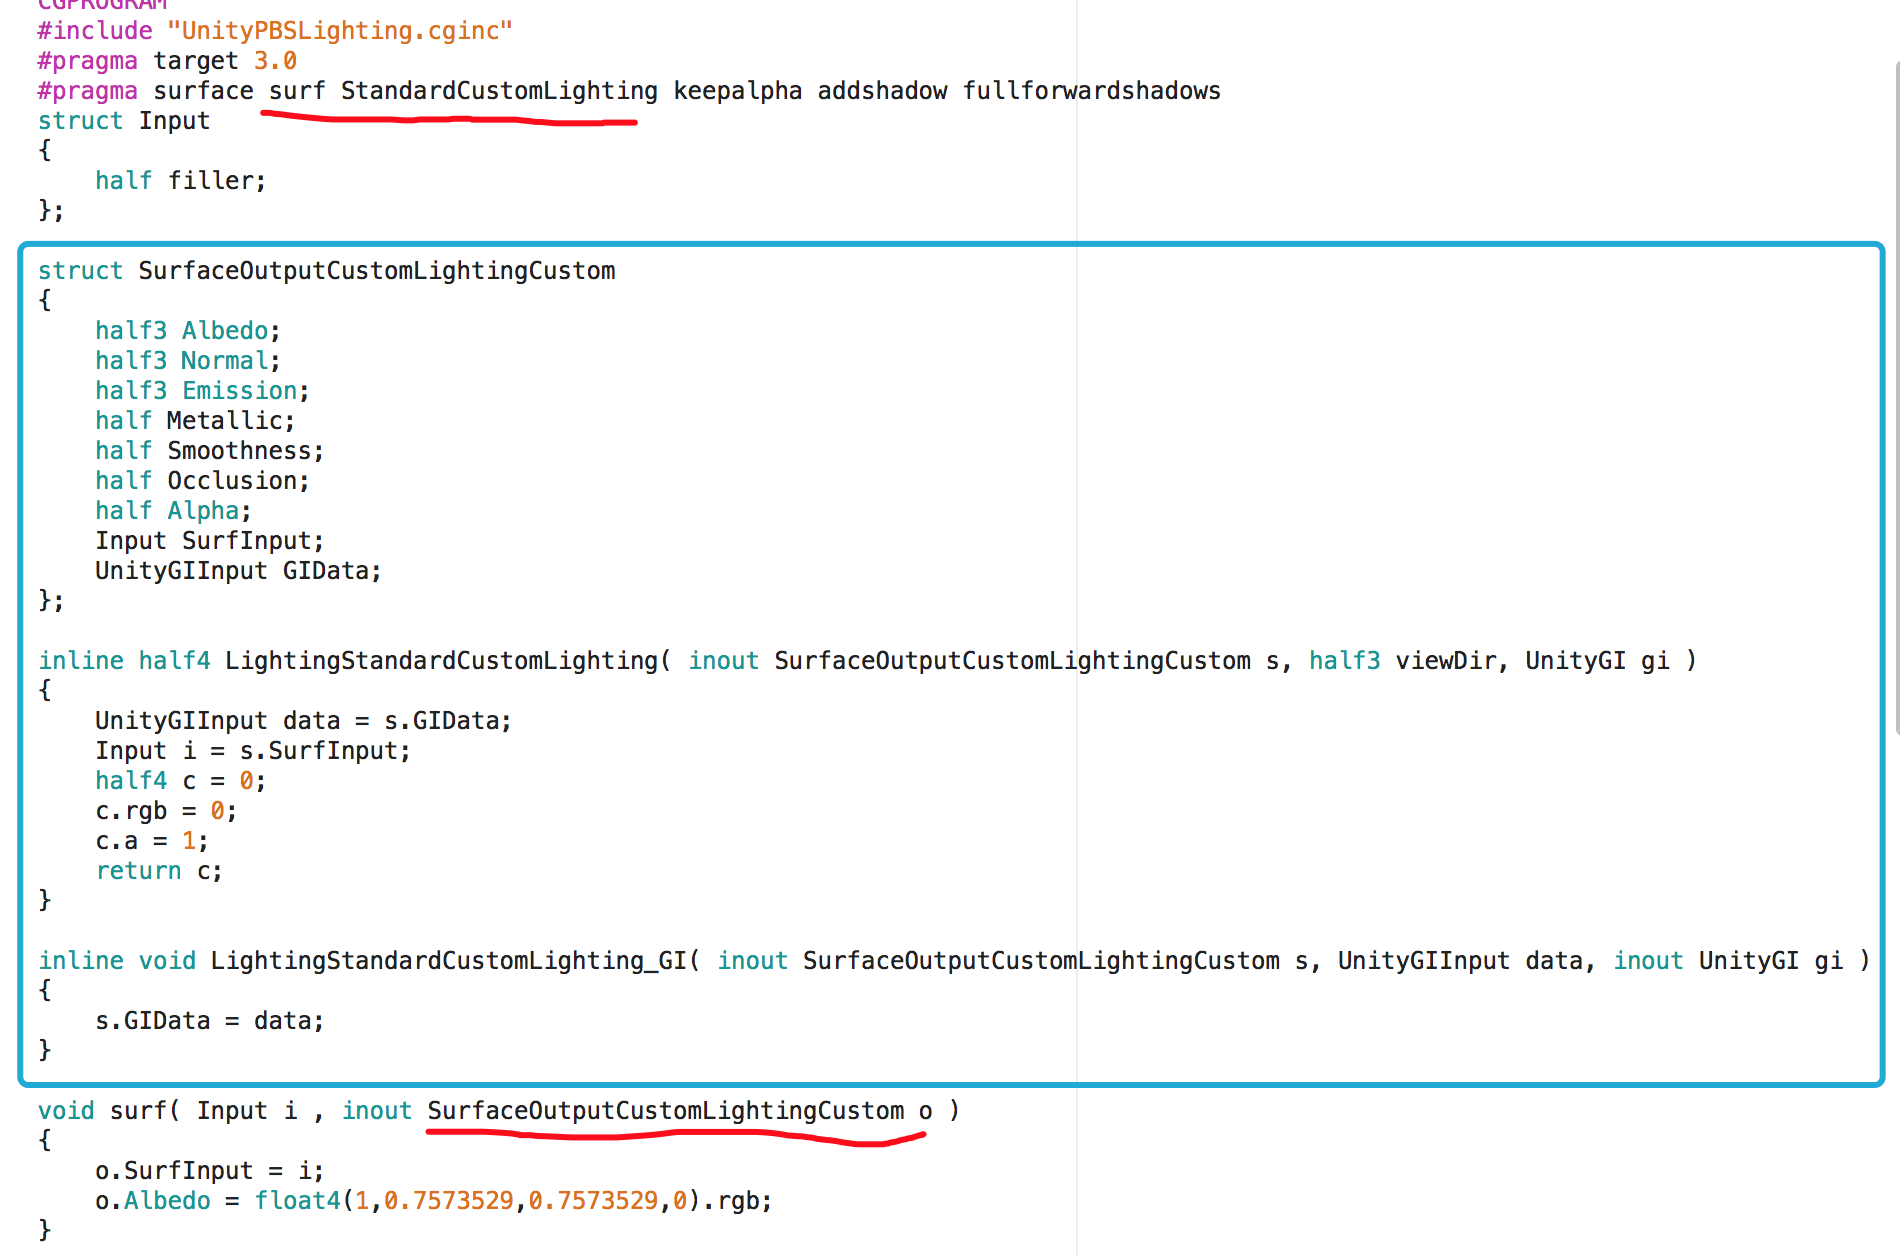 CGPROGRAM
#include "UnityPBSLighting.cginc"
#pragma target 3.0
#pragma surface surf StandardCustomLighting keepalpha addshadow fullforwardshadows
struct Input
{
    half filler;
};

struct SurfaceOutputCustomLightingCustom
{
    half3 Albedo;
    half3 Normal;
    half3 Emission;
    half Metallic;
    half Smoothness;
    half Occlusion;
    half Alpha;
    Input SurfInput;
    UnityGIInput GIData;
};

inline half4 LightingStandardCustomLighting( inout SurfaceOutputCustomLightingCustom s, half3 viewDir, UnityGI gi )
{
    UnityGIInput data = s.GIData;
    Input i = s.SurfInput;
    half4 c = 0;
    c.rgb = 0;
    c.a = 1;
    return c;
}

inline void LightingStandardCustomLighting_GI( inout SurfaceOutputCustomLightingCustom s, UnityGIInput data, inout UnityGI gi )
{
    s.GIData = data;
}

void surf( Input i , inout SurfaceOutputCustomLightingCustom o )
{
    o.SurfInput = i;
    o.Albedo = float4(1,0.7573529,0.7573529,0).rgb;
}